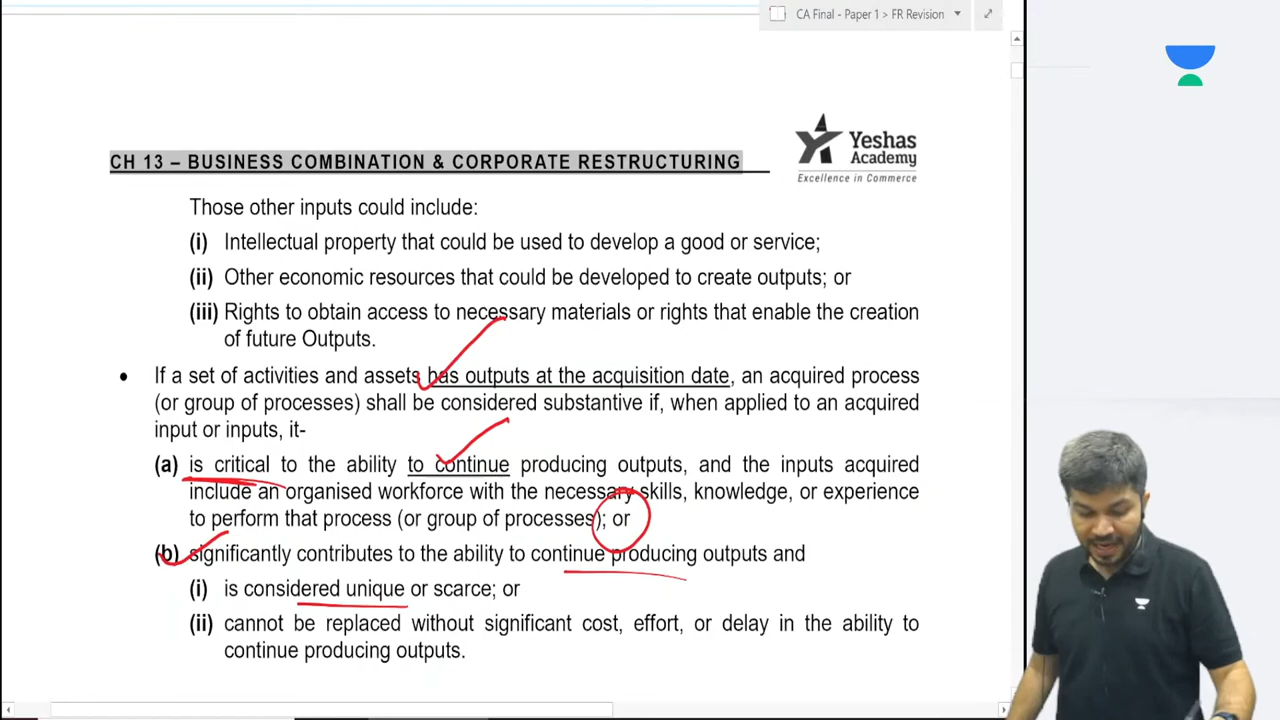 CA Final - Paper 1 > FR Revision
Yeshas
Academy
Excellence in Commerce
CH 13 – BUSINESS COMBINATION & CORPORATE RESTRUCTURING
Those other inputs could include:
(i) Intellectual property that could be used to develop a good or service;
(ii) Other economic resources that could be developed to create outputs; or
(iii) Rights to obtain access to necessary materials or rights that enable the creation
of future Outputs.
• If a set of activities and assets has outputs at the acquisition date, an acquired process
(or group of processes) shall be considered substantive if, when applied to an acquired
input or inputs, it-
(a) is critical to the ability to continue producing outputs, and the inputs acquired
include an organised workforce with the necessary skills, knowledge, or experience
to perform that process (or group of processes); or
(b) significantly contributes to the ability to continue producing outputs and
(i) is considered unique or scarce; or
(ii) cannot be replaced without significant cost, effort, or delay in the ability to
continue producing outputs.